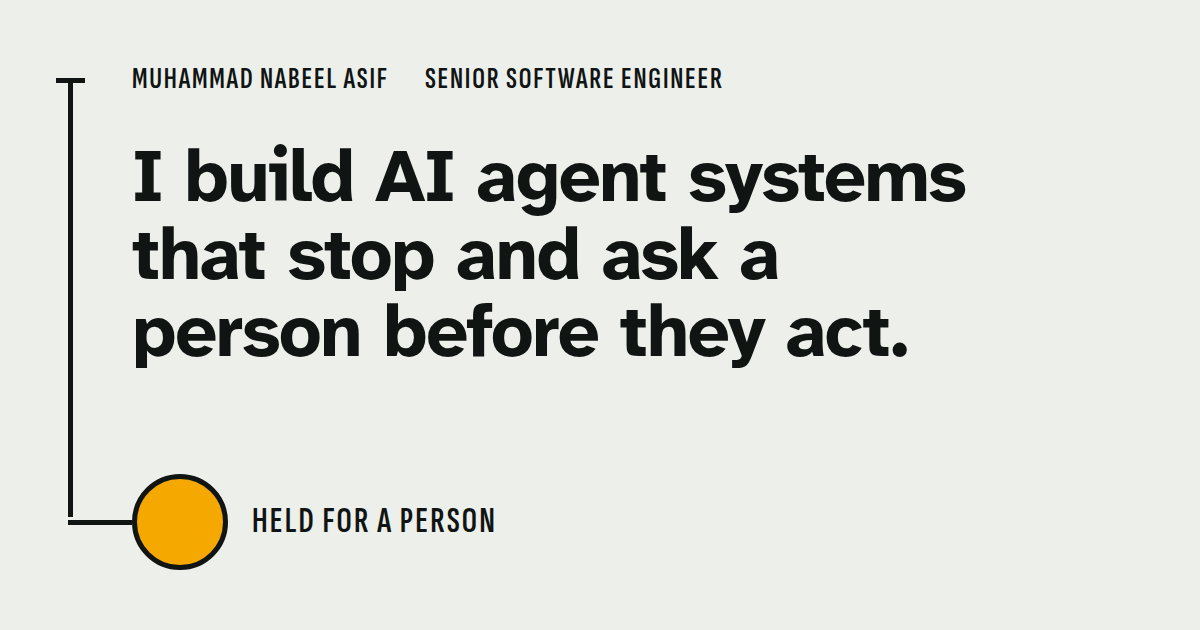 MUHAMMAD NABEEL ASIF SENIOR SOFTWARE ENGINEER
I build AI agent systems
that stop and ask a
person before they act.
HELD FOR A PERSON